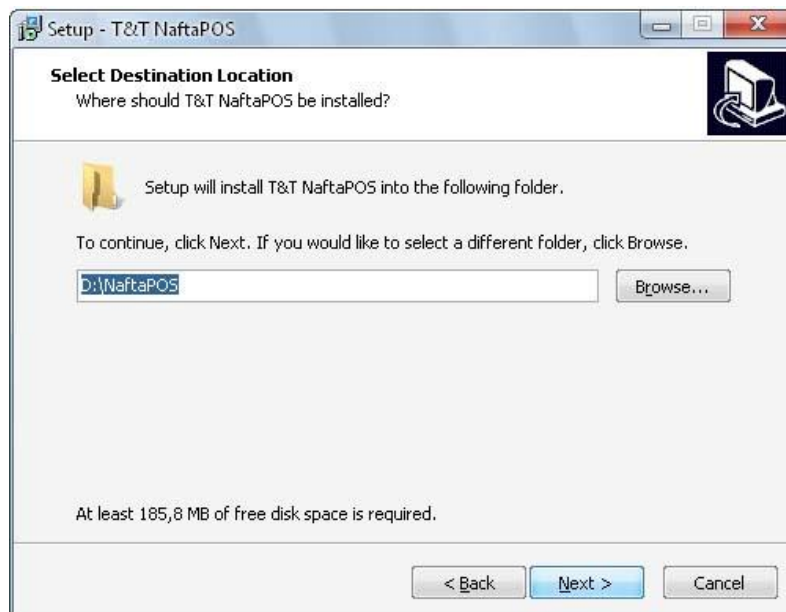 Setup - T&T NaftaPOS
Select Destination Location
Where should T&T NaftaPOS be installed?
Setup will install T&T NaftaPOS into the following folder.
To continue, click Next. If you would like to select a different folder, click Browse.
D:\NaftaPOS
Browse...
At least 185,8 MB of free disk space is required.
< Back Next > Cancel